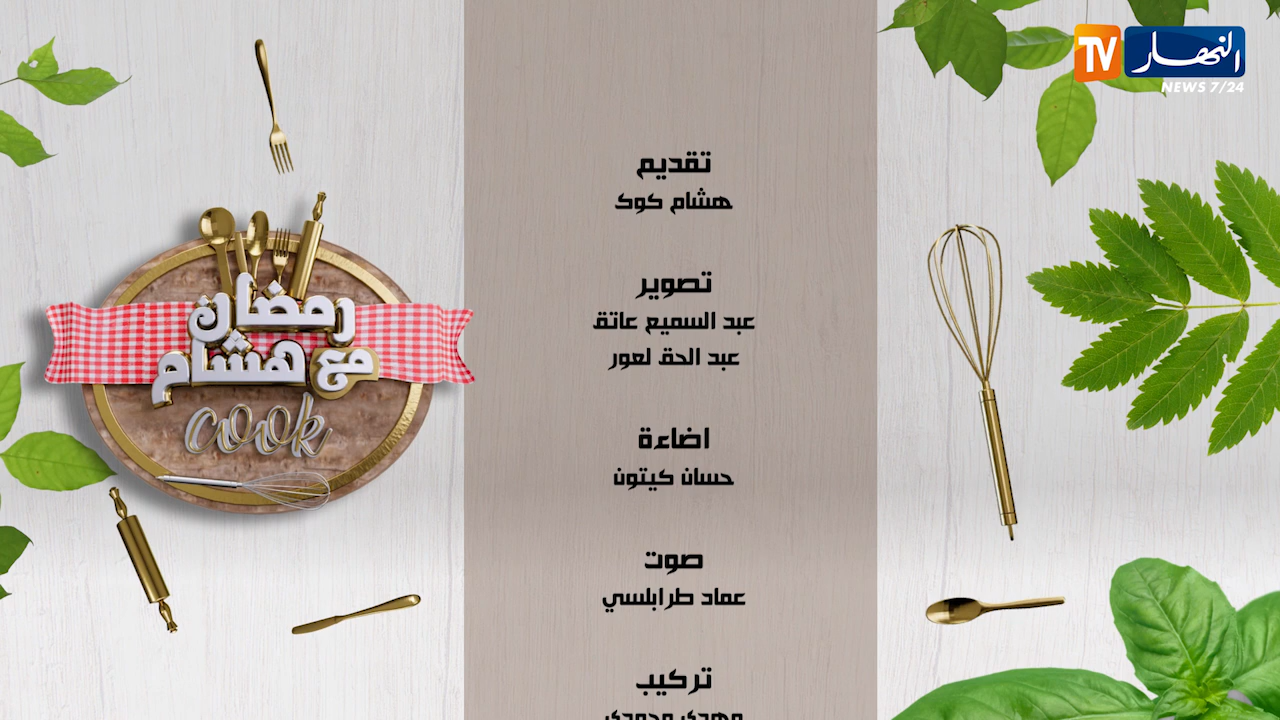 النهار TV
NEWS 7/24
رمضان
مع هشام
cook
تقديم
هشام كوك
تصوير
عبد السميع عاتق
عبد الحق لعور
اضاءة
حسان كيتون
صوت
عماد طرابلسي
تركيب